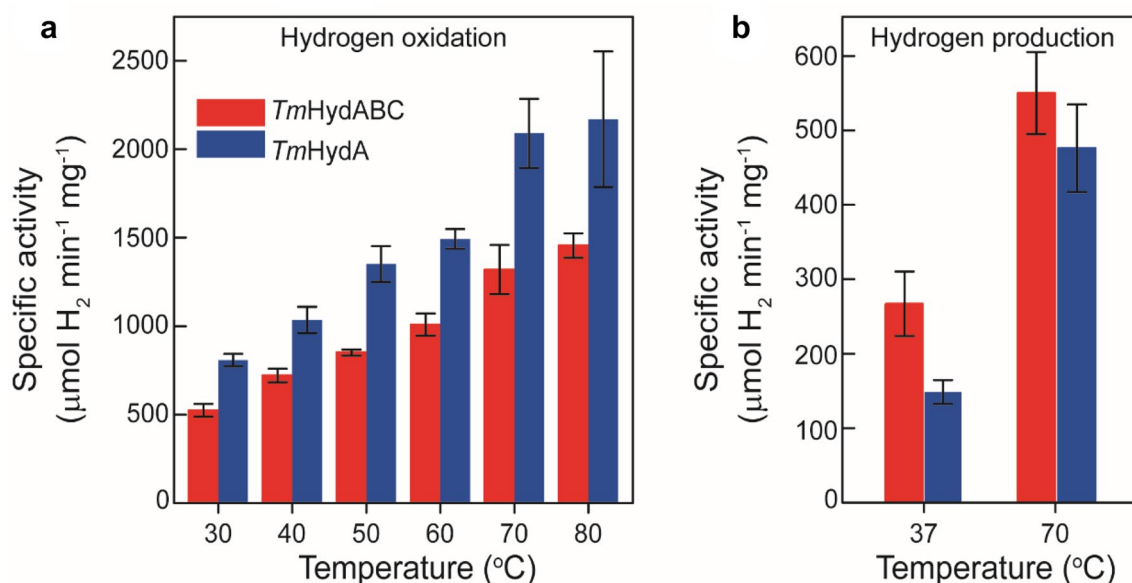 a
Hydrogen oxidation
TmHydABC
TmHydA
Specific activity
(µmol H₂ min⁻¹ mg⁻¹)
2500
2000
1500
1000
500
0
30 40 50 60 70 80
Temperature (°C)
b
Hydrogen production
Specific activity
(µmol H₂ min⁻¹ mg⁻¹)
600
500
400
300
200
100
0
37 70
Temperature (°C)